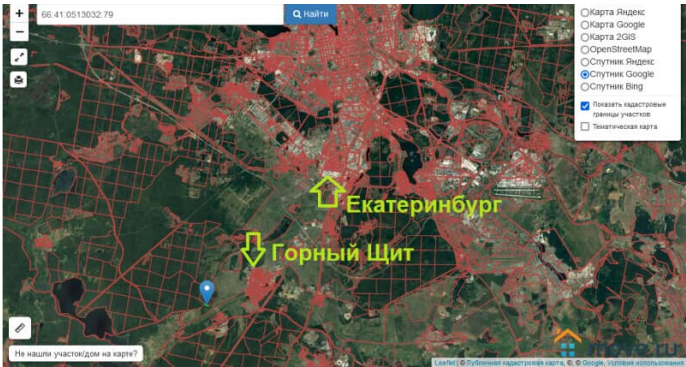 +
66:41:0513032:79
Найти
−
Карта Яндекс
Карта Google
Карта 2GIS
OpenStreetMap
Спутник Яндекс
Спутник Google
Спутник Bing
Показать кадастровые
границы участков
Тематическая карта
Екатеринбург
Горный Щит
Не нашли участок/дом на карте?
Leaflet | © Публичная кадастровая карта, ©, © Google, Условия использования.